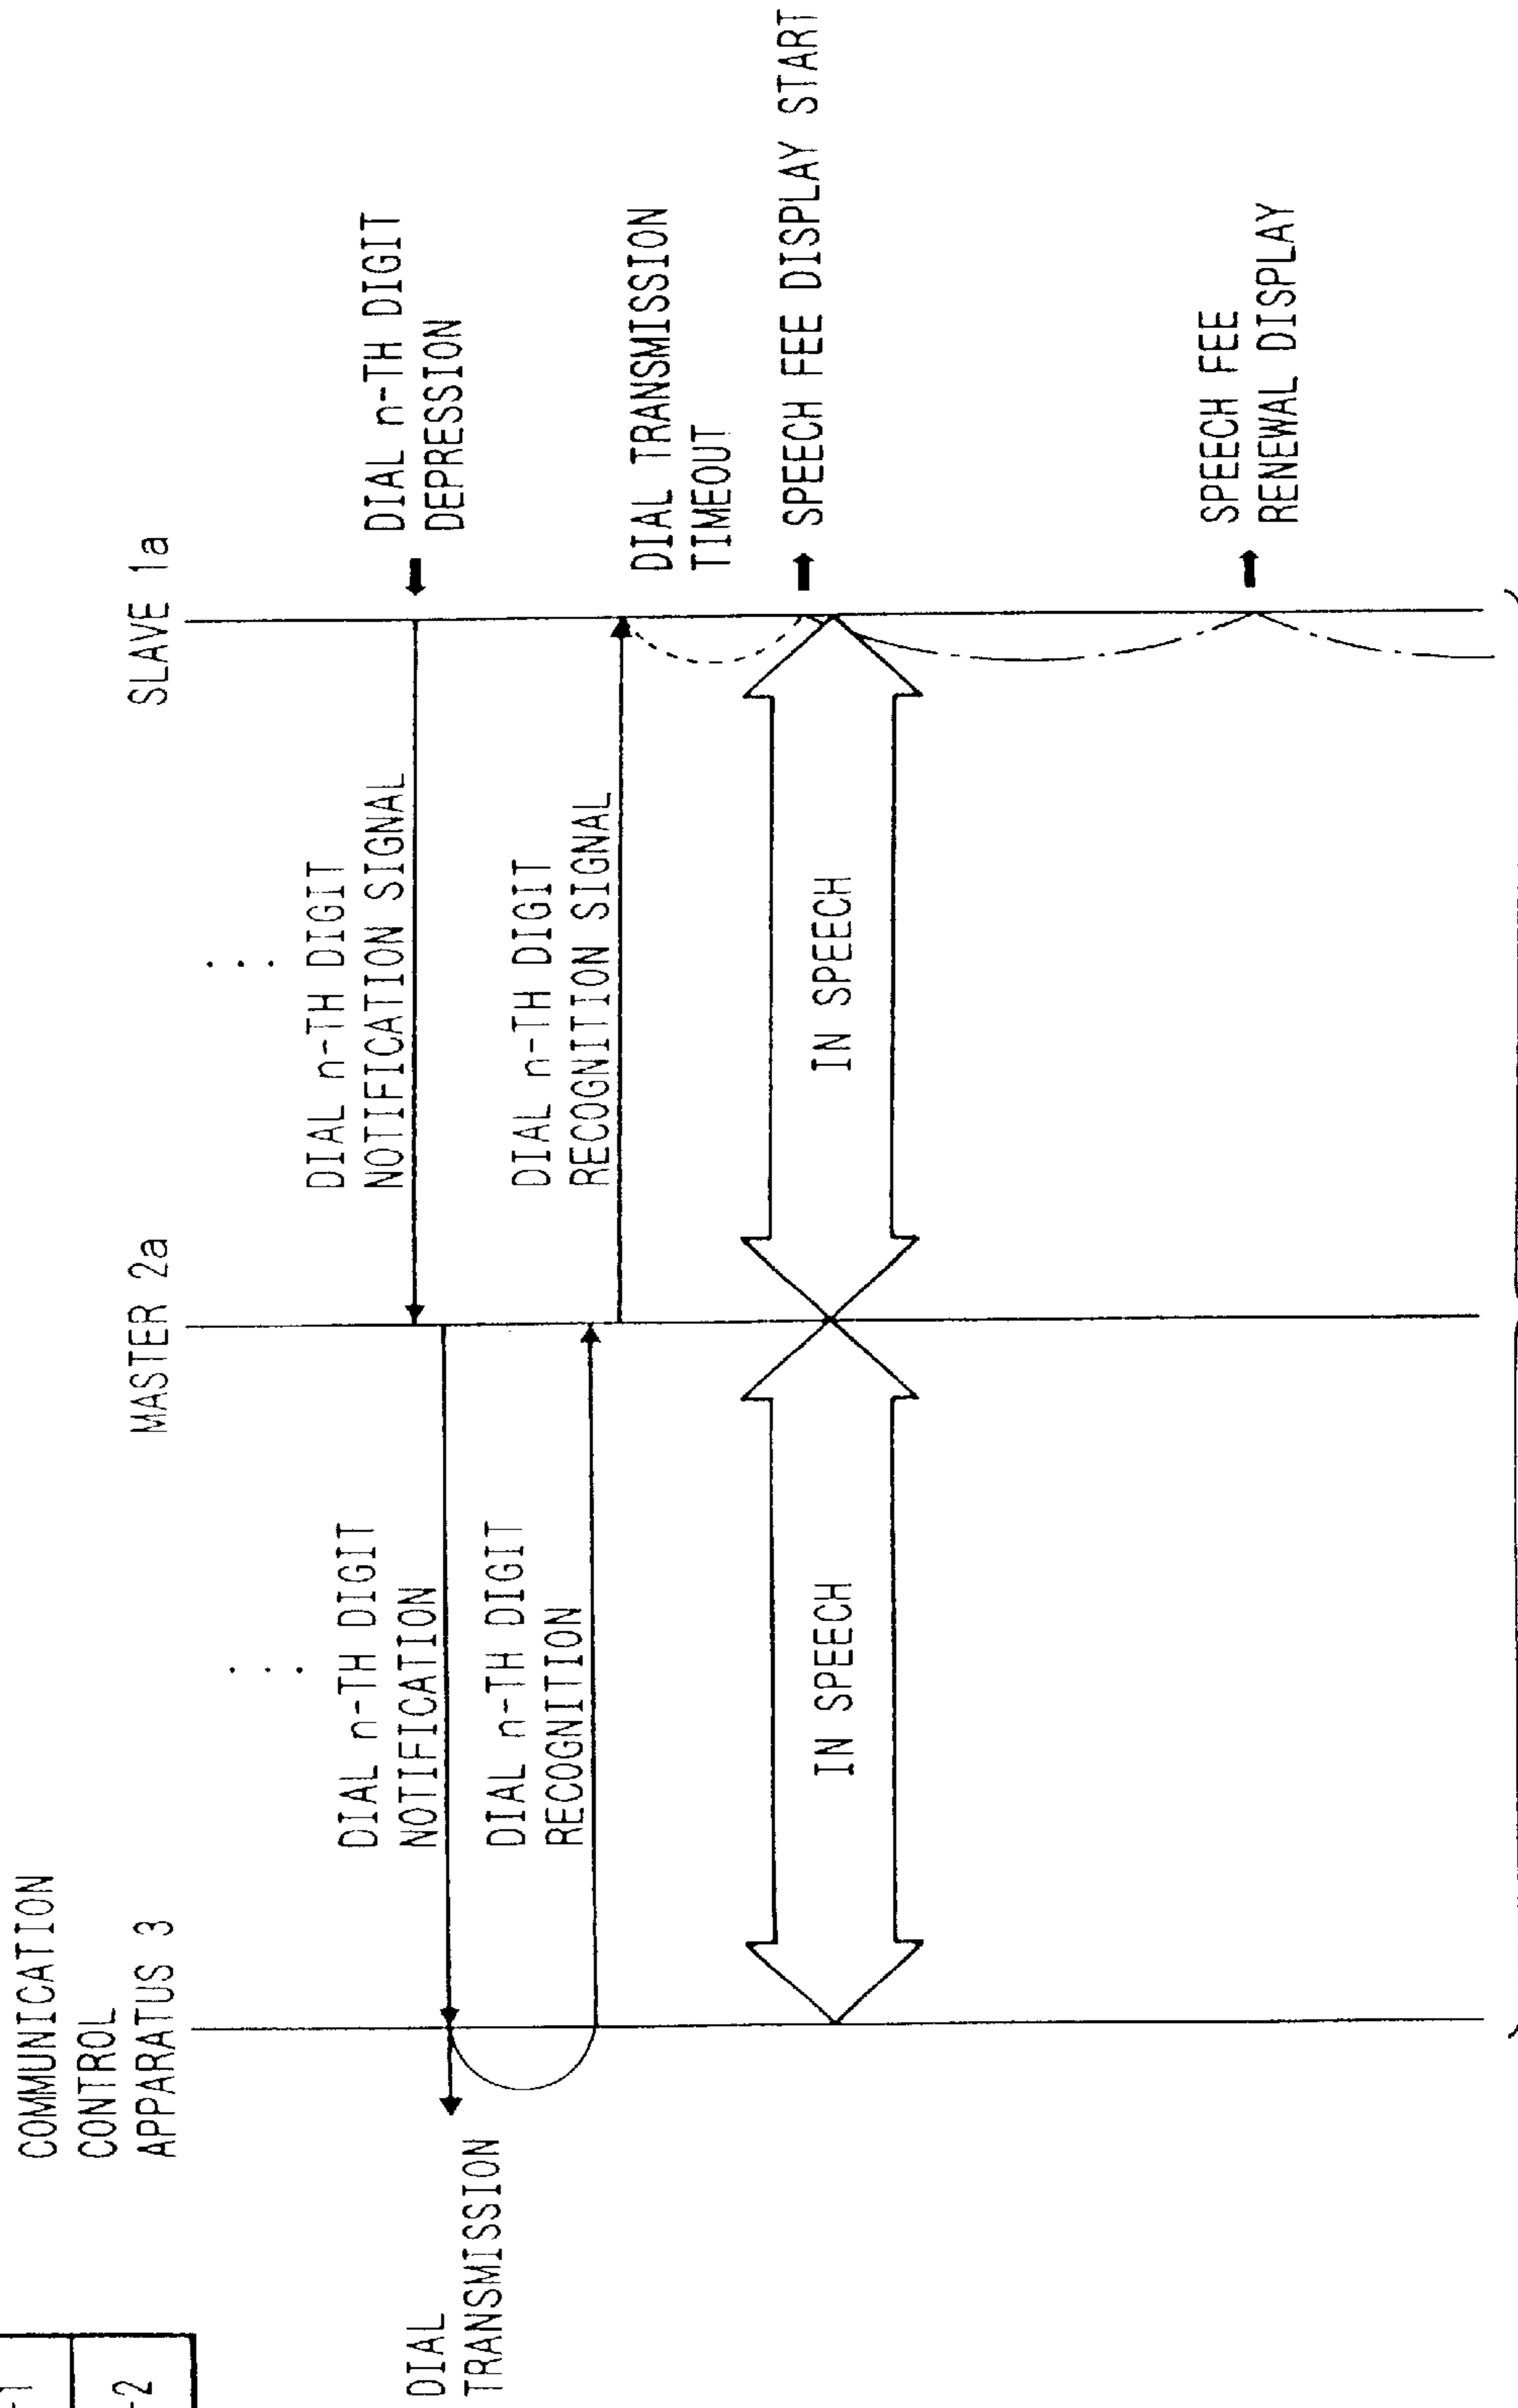 -1
-2
COMMUNICATION
CONTROL
APPARATUS 3
MASTER 2a
SLAVE 1a
...
...
DIAL n-TH DIGIT
NOTIFICATION SIGNAL
DIAL n-TH DIGIT
DEPRESSION
DIAL n-TH DIGIT
NOTIFICATION
DIAL
TRANSMISSION
DIAL n-TH DIGIT
RECOGNITION
DIAL n-TH DIGIT
RECOGNITION SIGNAL
DIAL TRANSMISSION
TIMEOUT
IN SPEECH
IN SPEECH
SPEECH FEE DISPLAY START
SPEECH FEE
RENEWAL DISPLAY